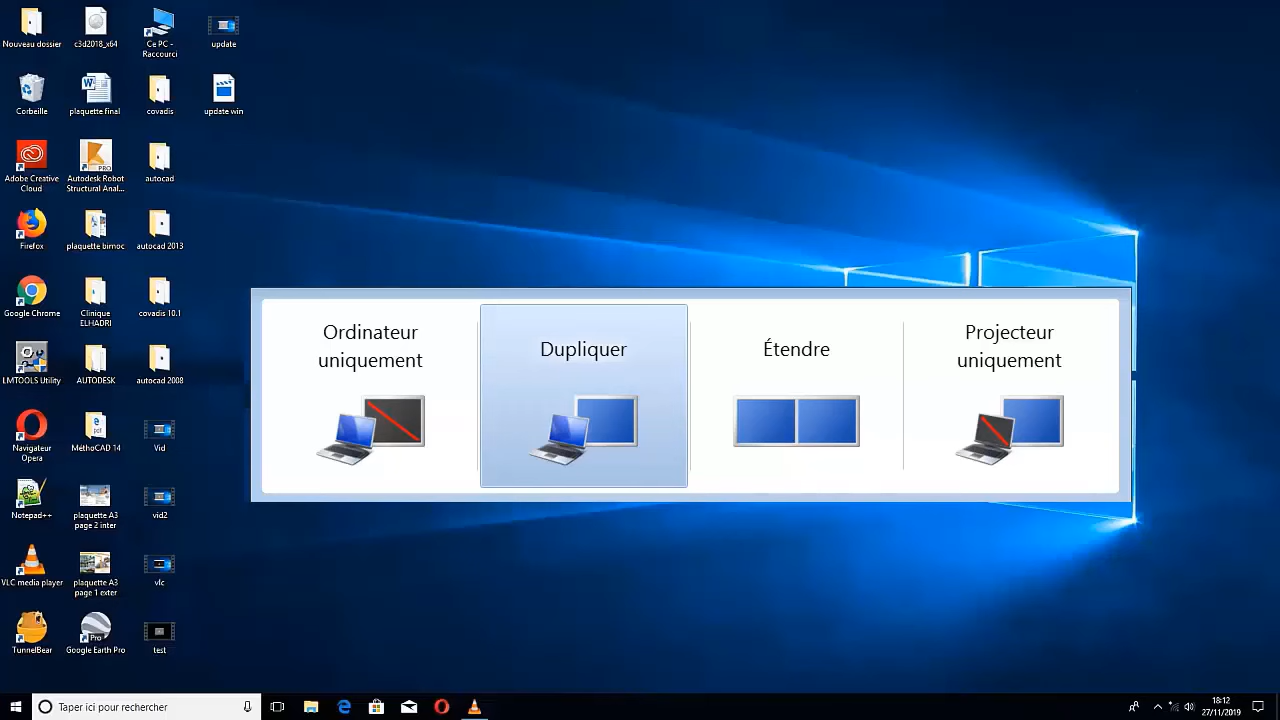 Nouveau dossier
c3d2018_x64
Ce PC -
Raccourci
update
Corbeille
plaquette final
covadis
update win
Adobe Creative
Cloud
Autodesk Robot
Structural Anal...
PRO
autocad
Firefox
plaquette bimoc
autocad 2013
Google Chrome
Clinique
ELHADRI
covadis 10.1
LMTOOLS Utility
AUTODESK
autocad 2008
Navigateur
Opera
MéthoCAD 14
Vid
Notepad++
plaquette A3
page 2 inter
vid2
VLC media player
plaquette A3
page 1 exter
vlc
TunnelBear
Pro
Google Earth Pro
test
Ordinateur
uniquement
Dupliquer
Étendre
Projecteur
uniquement
Taper ici pour rechercher
18:12
27/11/2019